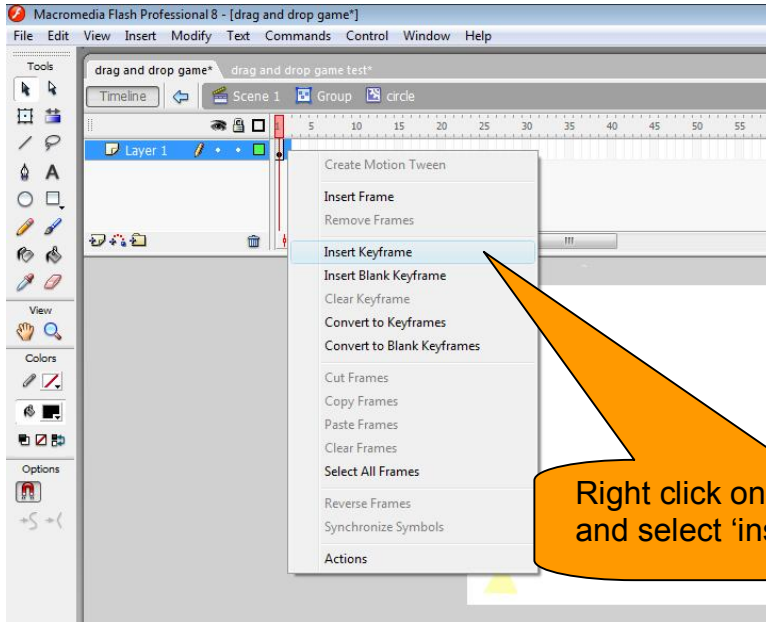 Macromedia Flash Professional 8 - [drag and drop game*]
File Edit View Insert Modify Text Commands Control Window Help
Tools
drag and drop game* drag and drop game test*
Timeline Scene 1 Group circle
1 5 10 15 20 25 30 35 40 45 50 55
Layer 1
A
Create Motion Tween
Insert Frame
Remove Frames
Insert Keyframe
Insert Blank Keyframe
Clear Keyframe
Convert to Keyframes
Convert to Blank Keyframes
Cut Frames
Copy Frames
Paste Frames
Clear Frames
Select All Frames
Reverse Frames
Synchronize Symbols
Actions
View
Colors
Options
Right click on
and select ‘ins